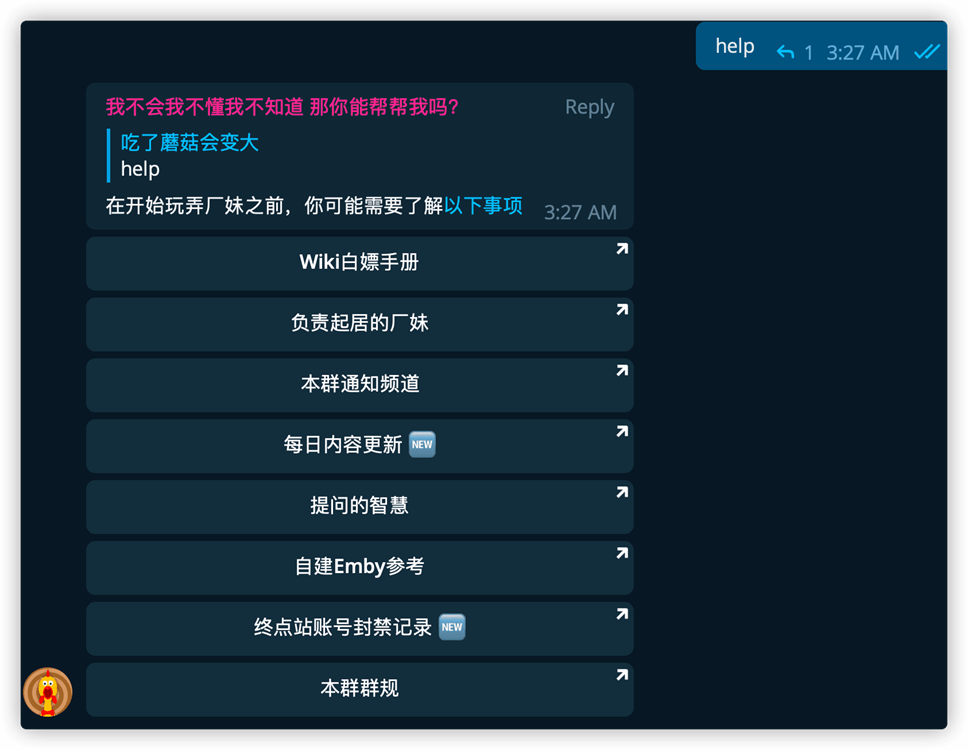 help 1 3:27 AM
我不会我不懂我不知道 那你能帮帮我吗? Reply
吃了蘑菇会变大
help
在开始玩弄厂妹之前，你可能需要了解以下事项 3:27 AM
Wiki白嫖手册
负责起居的厂妹
本群通知频道
每日内容更新 NEW
提问的智慧
自建Emby参考
终点站账号封禁记录 NEW
本群群规